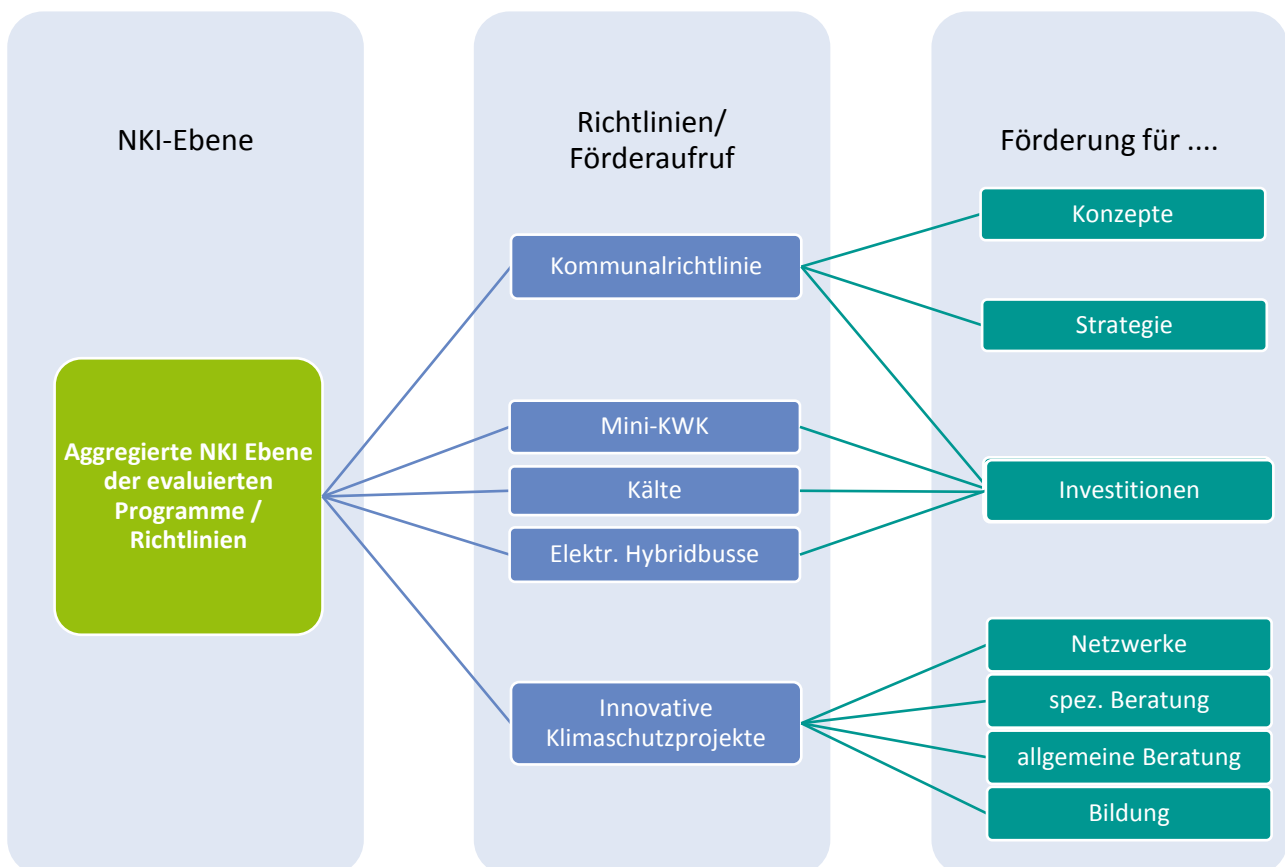 NKI-Ebene
Aggregierte NKI Ebene
der evaluierten
Programme /
Richtlinien
Richtlinien/
Förderaufruf
Kommunalrichtlinie
Mini-KWK
Kälte
Elektr. Hybridbusse
Innovative
Klimaschutzprojekte
Förderung für ....
Konzepte
Strategie
Investitionen
Netzwerke
spez. Beratung
allgemeine Beratung
Bildung